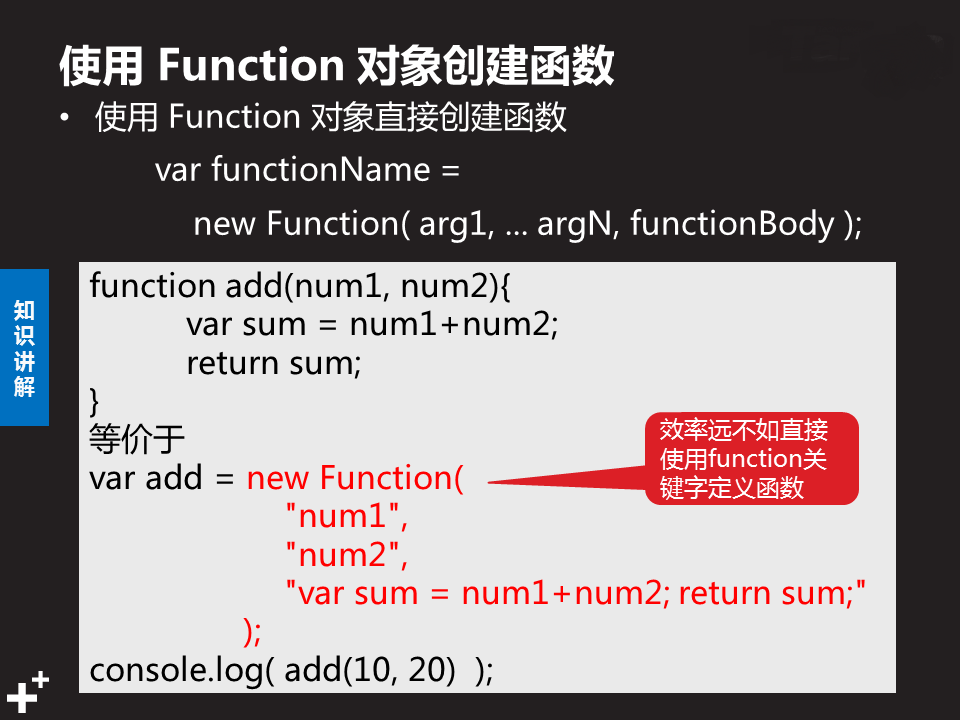 使用 Function 对象创建函数
• 使用 Function 对象直接创建函数
var functionName =
new Function( arg1, ... argN, functionBody );
知识讲解
function add(num1, num2){
var sum = num1+num2;
return sum;
}
等价于
var add = new Function(
"num1",
"num2",
"var sum = num1+num2; return sum;"
);
console.log( add(10, 20)  );
效率远不如直接
使用function关
键字定义函数